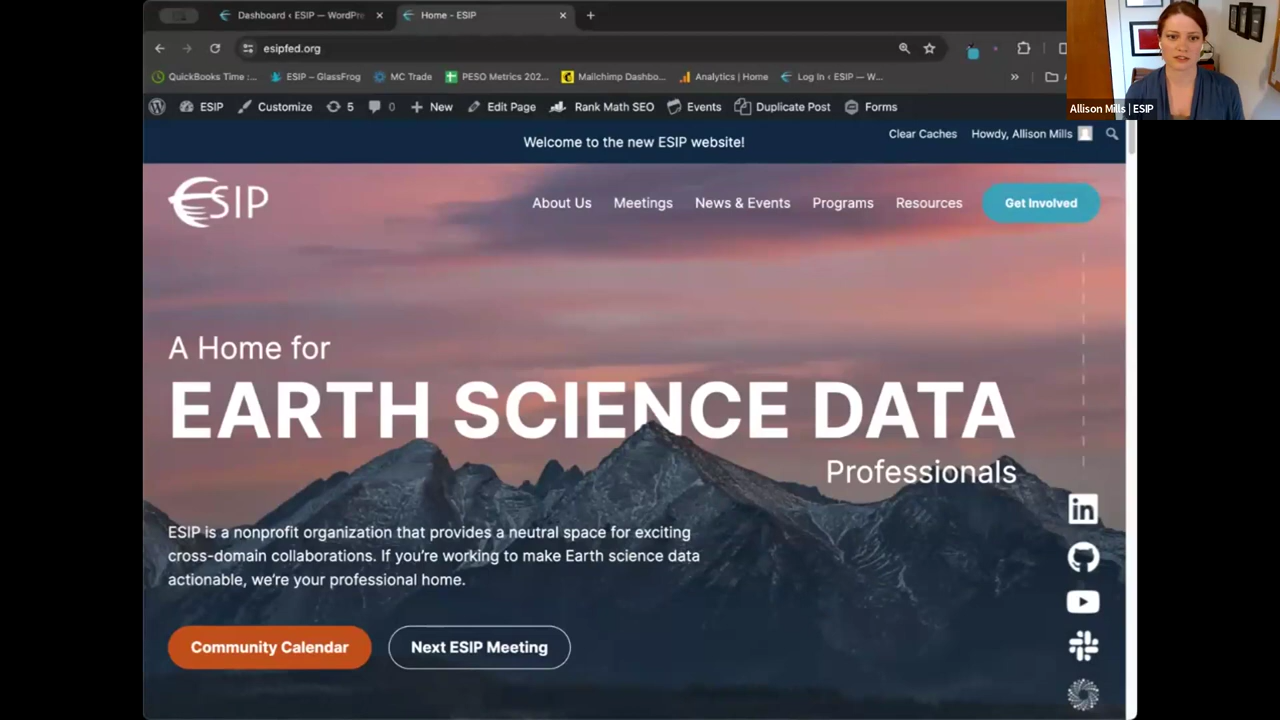 Dashboard ‹ ESIP — WordPre
Home - ESIP
esipfed.org
QuickBooks Time :...
ESIP – GlassFrog
MC Trade
PESO Metrics 202...
Mailchimp Dashbo...
Analytics | Home
Log In ‹ ESIP — W...
»
ESIP
Customize
5
0
New
Edit Page
Rank Math SEO
Events
Duplicate Post
Forms
Allison Mills | ESIP
Welcome to the new ESIP website!
Clear Caches
Howdy, Allison Mills
ESIP
About Us
Meetings
News & Events
Programs
Resources
Get Involved
A Home for
EARTH SCIENCE DATA
Professionals
ESIP is a nonprofit organization that provides a neutral space for exciting
cross-domain collaborations. If you're working to make Earth science data
actionable, we're your professional home.
Community Calendar
Next ESIP Meeting
in